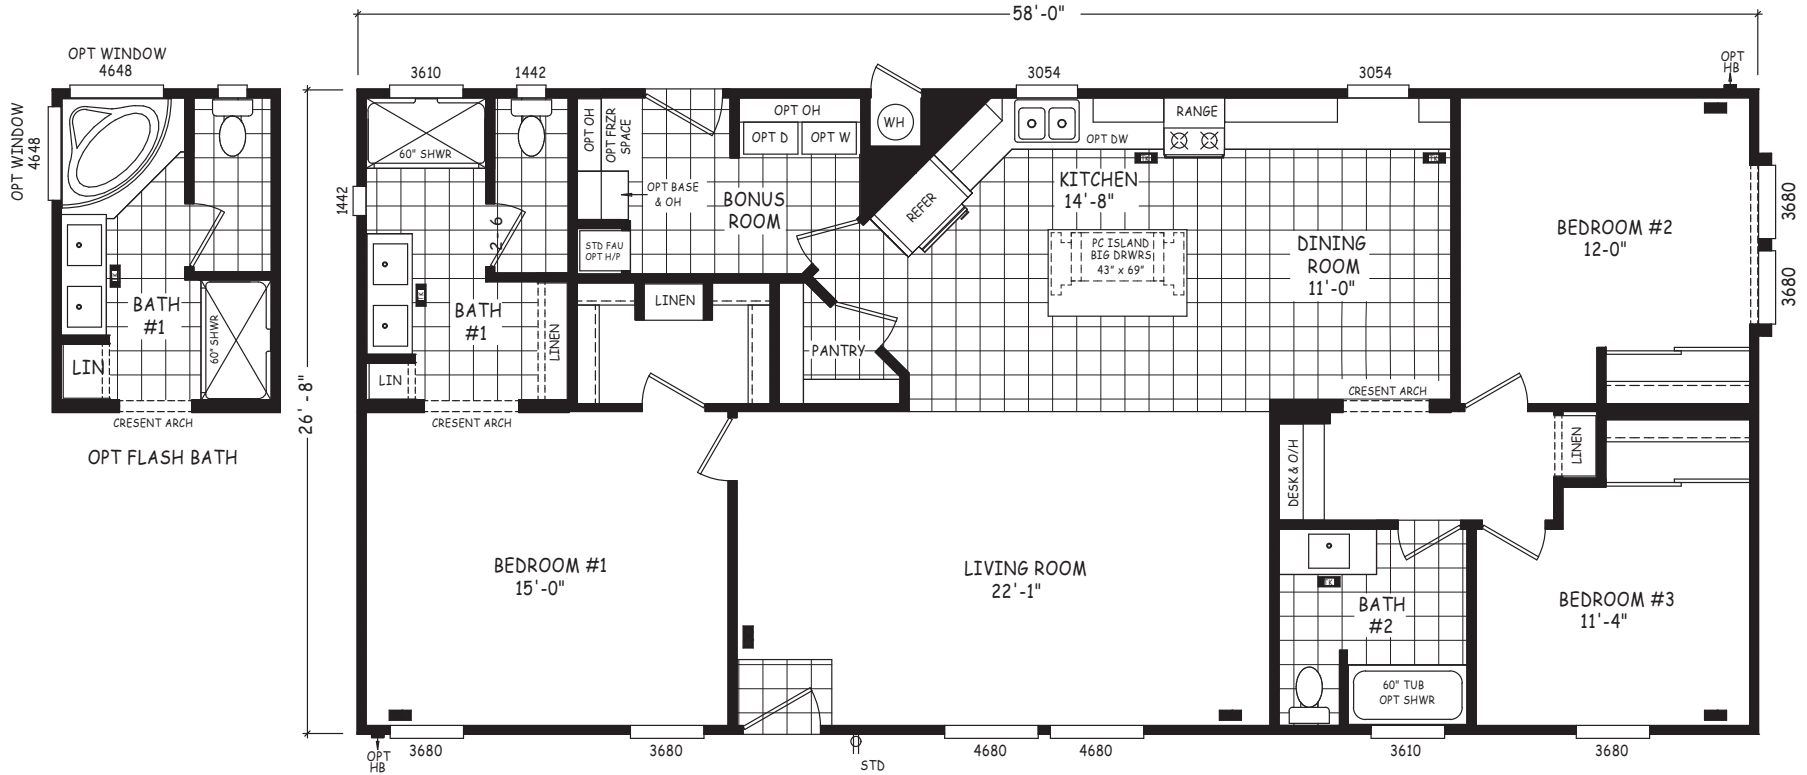 58'-0"
OPT WINDOW
4648
OPT WINDOW
4648
60" SHWR
BATH
#1
LIN
CRESENT ARCH
OPT FLASH BATH
26'-8"
3610
1442
3054
3054
OPT
HB
1442
60" SHWR
2 6
OPT OH
OPT FRZR
SPACE
OPT BASE
& OH
STD FAU
OPT H/P
OPT OH
OPT D
OPT W
BONUS
ROOM
WH
REFER
OPT DW
RANGE
KITCHEN
14'-8"
PC ISLAND
BIG DRWRS
43" x 69"
DINING
ROOM
11'-0"
BEDROOM #2
12-0"
3680
3680
BATH
#1
LINEN
LIN
CRESENT ARCH
LINEN
PANTRY
CRESENT ARCH
DESK & O/H
LINEN
BEDROOM #1
15'-0"
LIVING ROOM
22'-1"
BATH
#2
60" TUB
OPT SHWR
BEDROOM #3
11'-4"
OPT
HB
3680
3680
STD
4680
4680
3610
3680